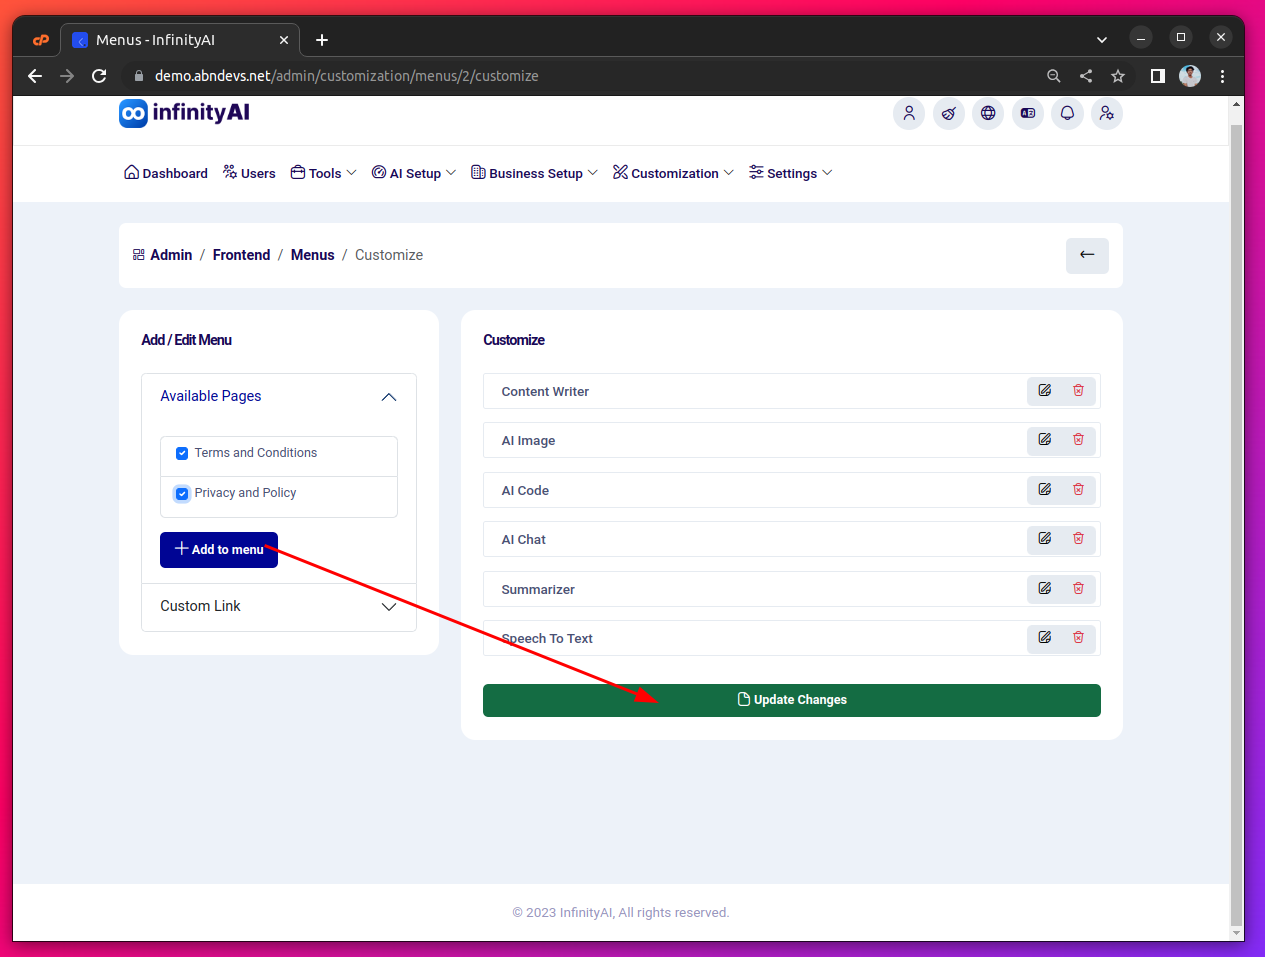 Menus - InfinityAI
demo.abndevs.net/admin/customization/menus/2/customize
infinityAI
Dashboard Users Tools AI Setup Business Setup Customization Settings
Admin / Frontend / Menus / Customize
Add / Edit Menu
Available Pages
Terms and Conditions
Privacy and Policy
Add to menu
Custom Link
Customize
Content Writer
AI Image
AI Code
AI Chat
Summarizer
Speech To Text
Update Changes
© 2023 InfinityAI, All rights reserved.